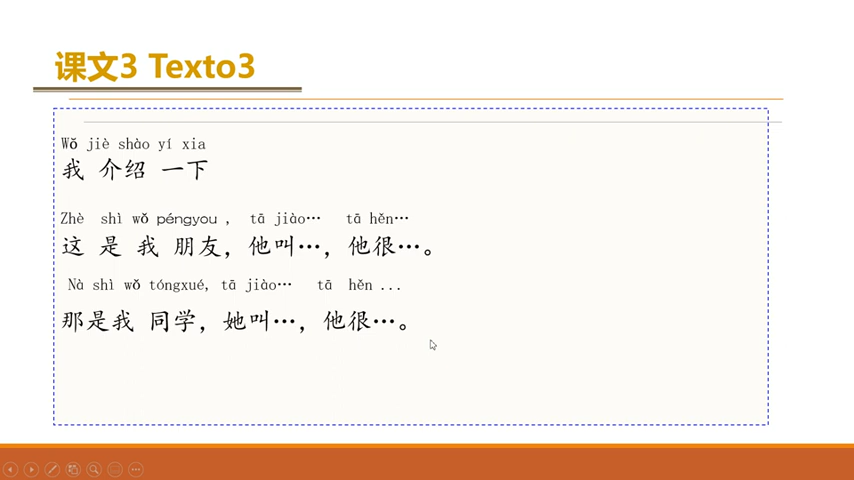 课文3 Texto3
Wǒ jiè shào yí xia
我 介绍 一下
Zhè shì wǒ péngyou , tā jiào… tā hěn…
这 是 我 朋友，他叫…，他很…。
Nà shì wǒ tóngxué, tā jiào… tā hěn ...
那是我 同学，她叫…，他很…。